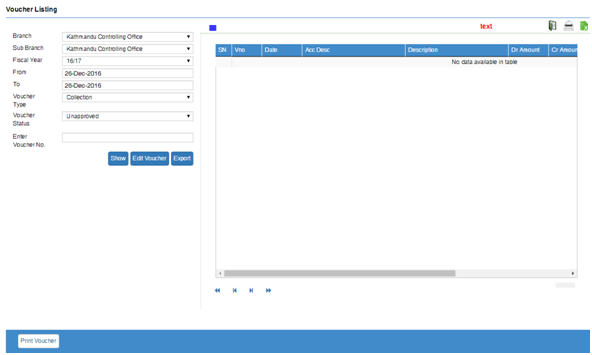 Voucher Listing
text
Branch
Kathmandu Controlling Office
Sub Branch
Kathmandu Controlling Office
Fiscal Year
16/17
From
26-Dec-2016
To
26-Dec-2016
Voucher
Type
Collection
Voucher
Status
Unapproved
Enter
Voucher No.
Show Edit Voucher Export
SN Vno Date Acc Desc Description Dr Amount Cr Amoun
No data available in table
Print Voucher